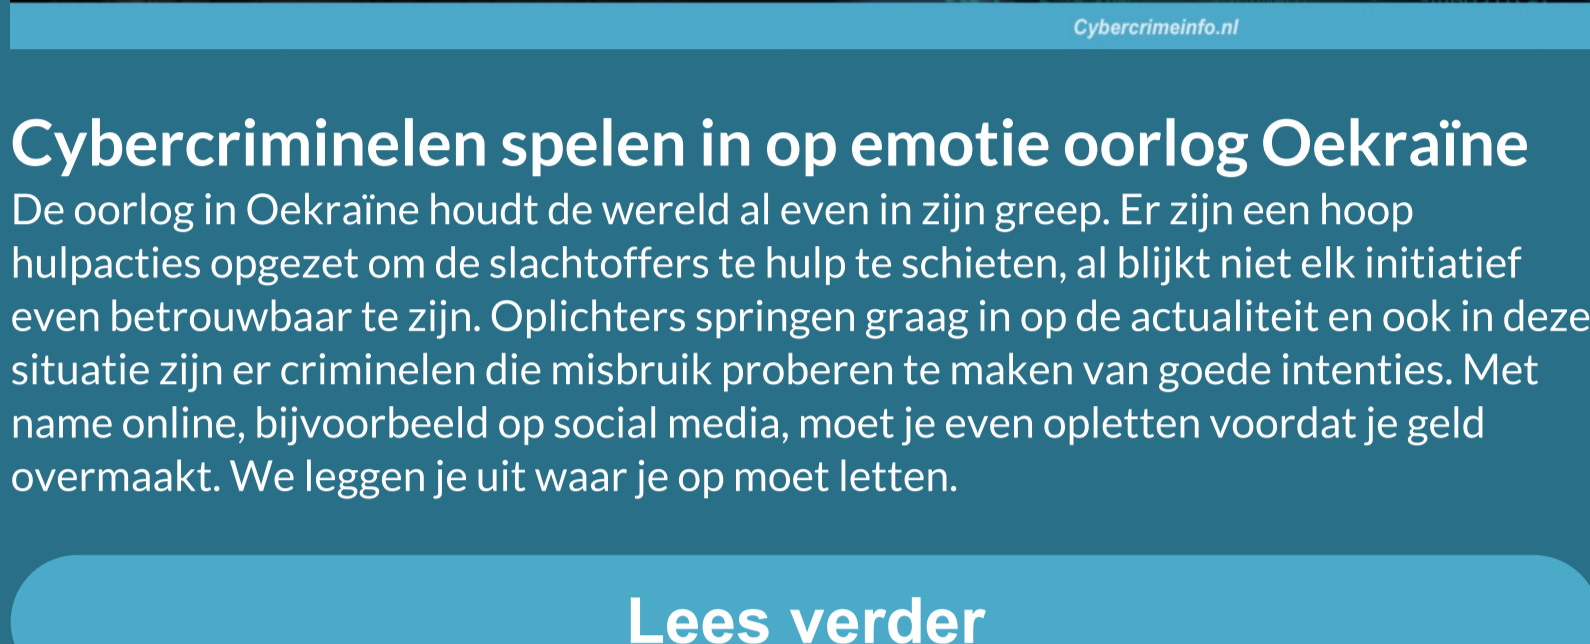 Cybercrimeinfo.nl
Cybercriminelen spelen in op emotie oorlog Oekraïne
De oorlog in Oekraïne houdt de wereld al even in zijn greep. Er zijn een hoop
hulpacties opgezet om de slachtoffers te hulp te schieten, al blijkt niet elk initiatief
even betrouwbaar te zijn. Oplichters springen graag in op de actualiteit en ook in deze
situatie zijn er criminelen die misbruik proberen te maken van goede intenties. Met
name online, bijvoorbeeld op social media, moet je even opletten voordat je geld
overmaakt. We leggen je uit waar je op moet letten.
Lees verder